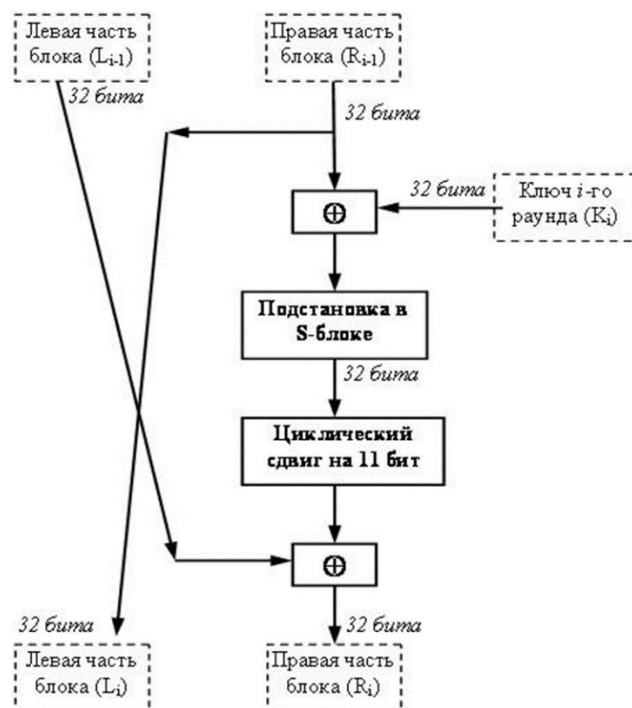 Левая часть
блока (Li-1)
Правая часть
блока (Ri-1)
32 бита
32 бита
32 бита
Ключ i-го
раунда (Ki)
⊕
Подстановка в
S-блоке
32 бита
Циклический
сдвиг на 11 бит
⊕
32 бита
32 бита
Левая часть
блока (Li)
Правая часть
блока (Ri)